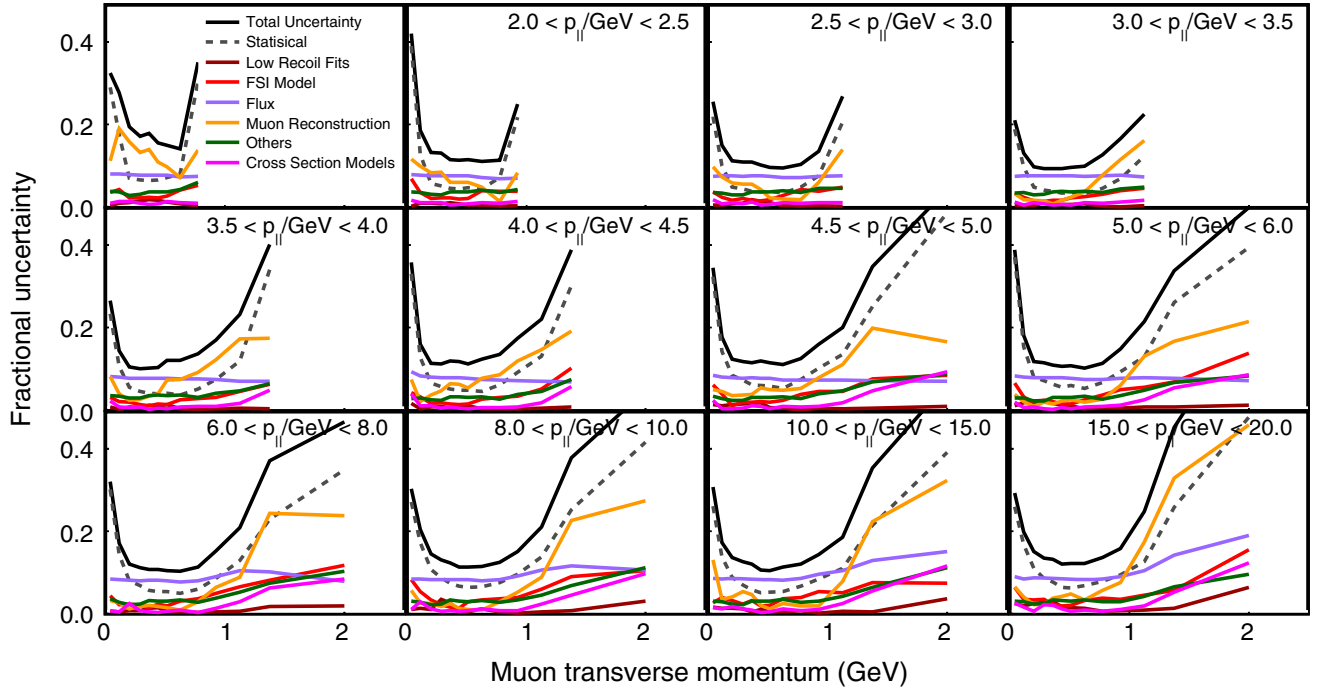 Total Uncertainty
Statisical
Low Recoil Fits
FSI Model
Flux
Muon Reconstruction
Others
Cross Section Models
2.0 < p||/GeV < 2.5
2.5 < p||/GeV < 3.0
3.0 < p||/GeV < 3.5
0.4
0.2
0.0
3.5 < p||/GeV < 4.0
4.0 < p||/GeV < 4.5
4.5 < p||/GeV < 5.0
5.0 < p||/GeV < 6.0
0.4
0.2
0.0
6.0 < p||/GeV < 8.0
8.0 < p||/GeV < 10.0
10.0 < p||/GeV < 15.0
15.0 < p||/GeV < 20.0
0.4
0.2
0.0
0 1 2 0 1 2 0 1 2 0 1 2
Fractional uncertainty
Muon transverse momentum (GeV)